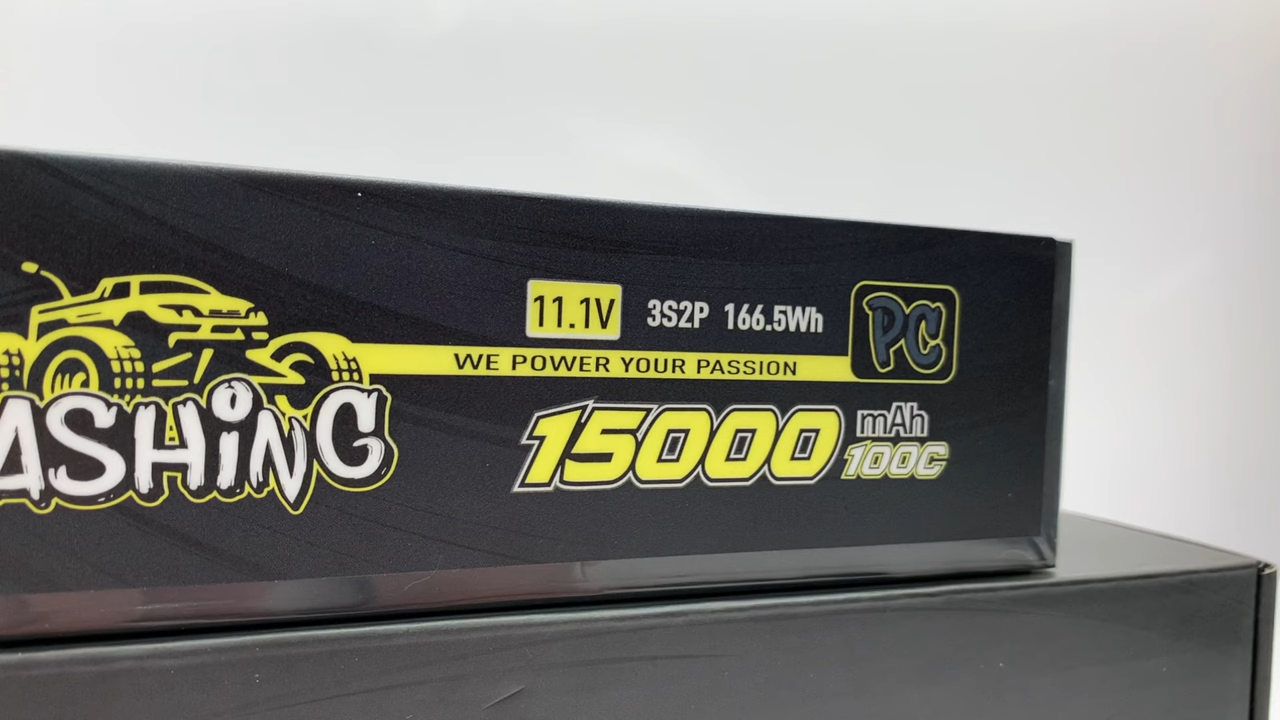 11.1V 3S2P 166.5Wh PC
WE POWER YOUR PASSION
ASHiNG
15000 mAh
100C